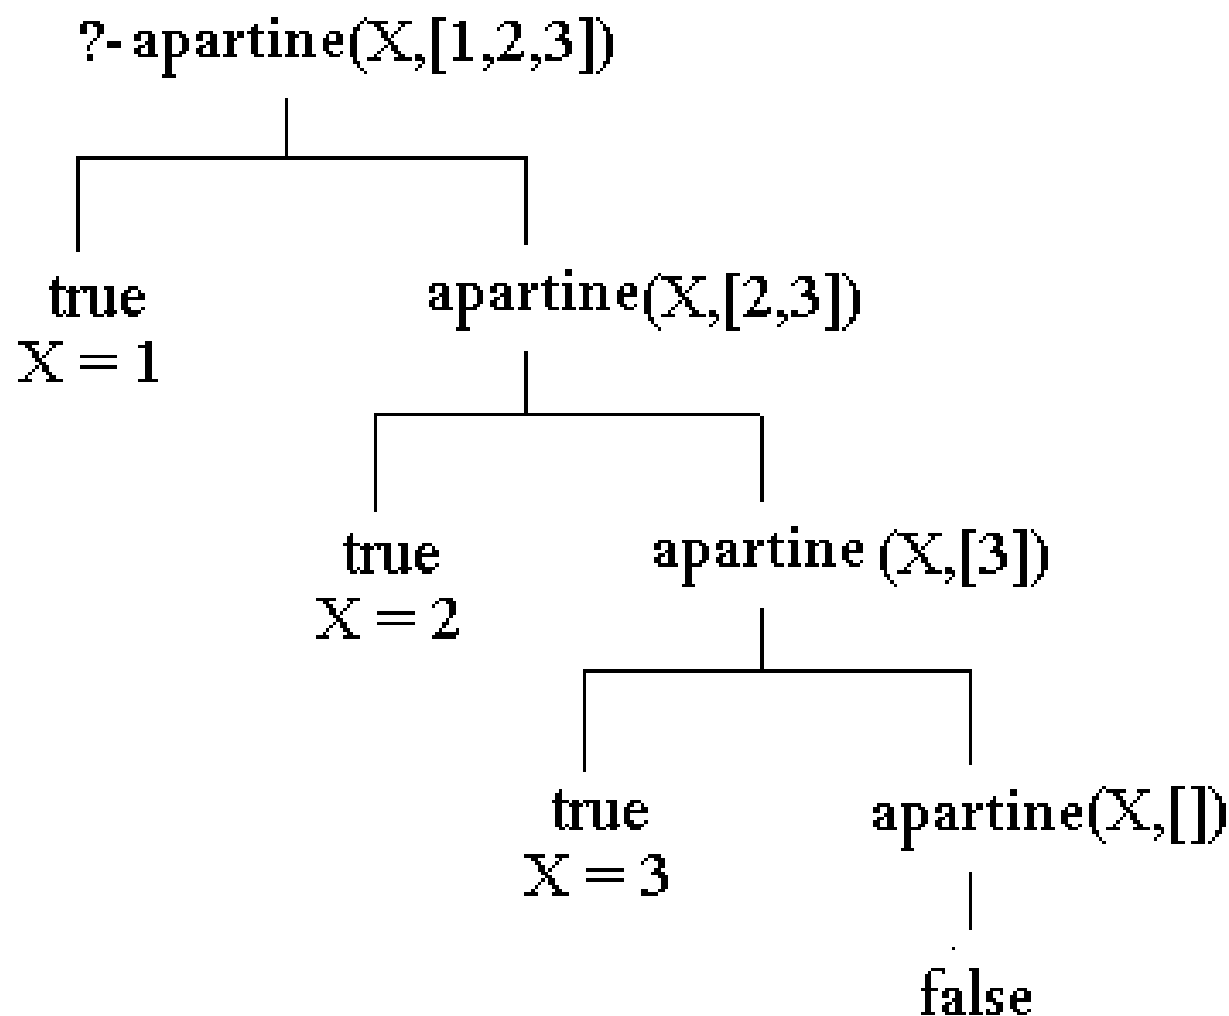 ?- apartine(X,[1,2,3])
true
X = 1
apartine(X,[2,3])
true
X = 2
apartine (X,[3])
true
X = 3
apartine(X,[])
false